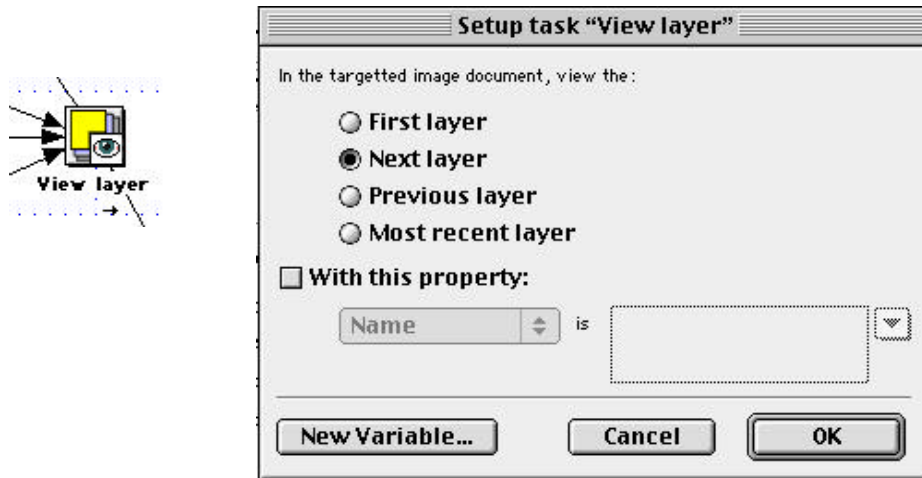 Setup task “View layer”
In the targetted image document, view the:
First layer
Next layer
Previous layer
Most recent layer
With this property:
Name is
New Variable... Cancel OK
View layer